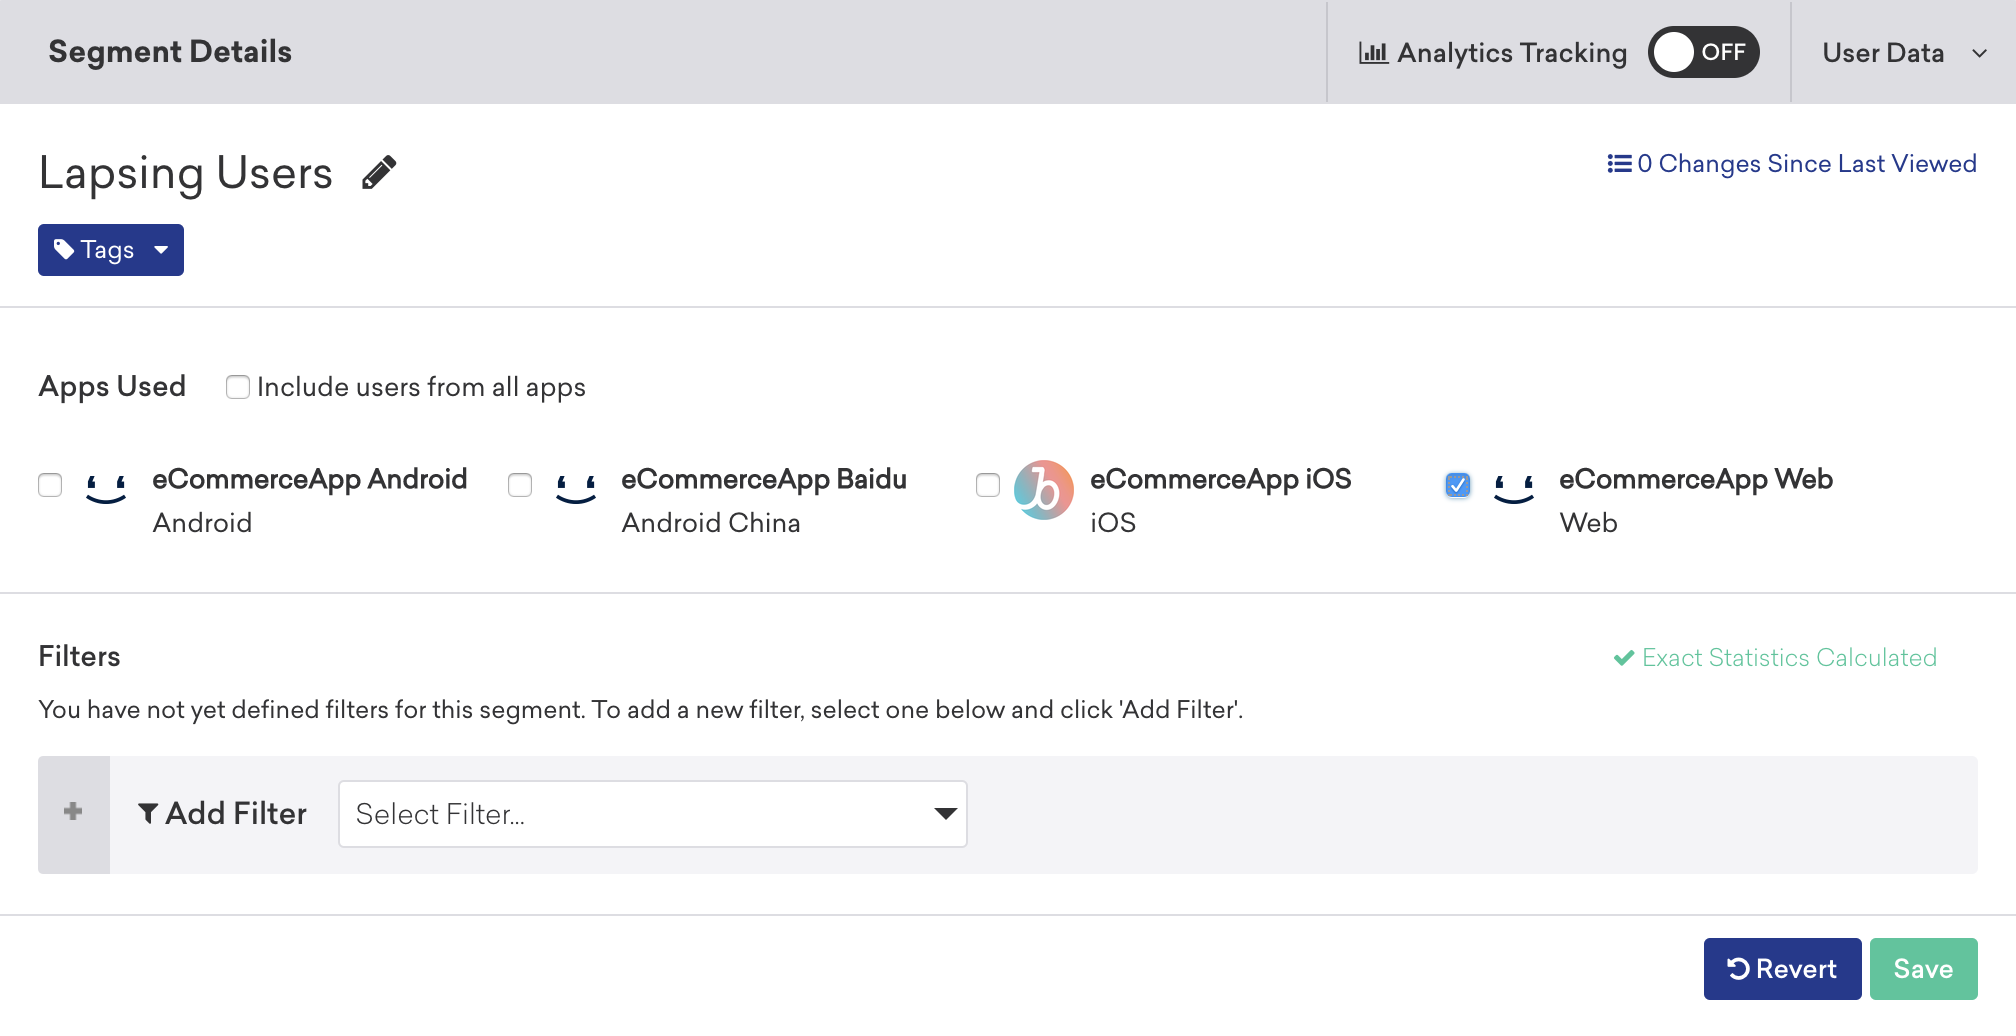 Segment Details
Analytics Tracking OFF
User Data
Lapsing Users
0 Changes Since Last Viewed
Tags
Apps Used
Include users from all apps
eCommerceApp Android
Android
eCommerceApp Baidu
Android China
eCommerceApp iOS
iOS
eCommerceApp Web
Web
Filters
Exact Statistics Calculated
You have not yet defined filters for this segment. To add a new filter, select one below and click 'Add Filter'.
Add Filter
Select Filter...
Revert
Save